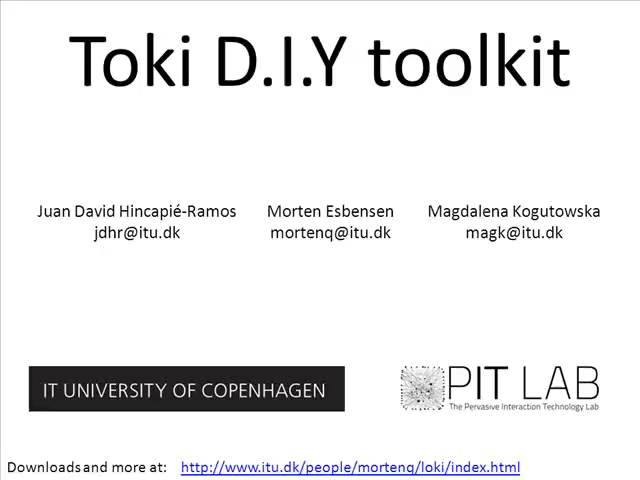 Toki D.I.Y toolkit
Juan David Hincapié-Ramos Morten Esbensen Magdalena Kogutowska
jdhr@itu.dk mortenq@itu.dk magk@itu.dk
IT UNIVERSITY OF COPENHAGEN
PIT LAB
The Pervasive Interaction Technology Lab
Downloads and more at: http://www.itu.dk/people/mortenq/loki/index.html